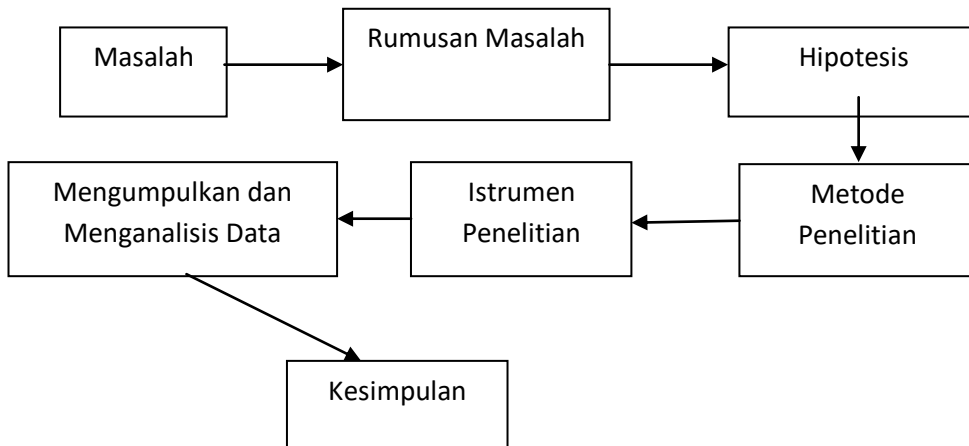 Masalah
Rumusan Masalah
Hipotesis
Metode
Penelitian
Istrumen
Penelitian
Mengumpulkan dan
Menganalisis Data
Kesimpulan